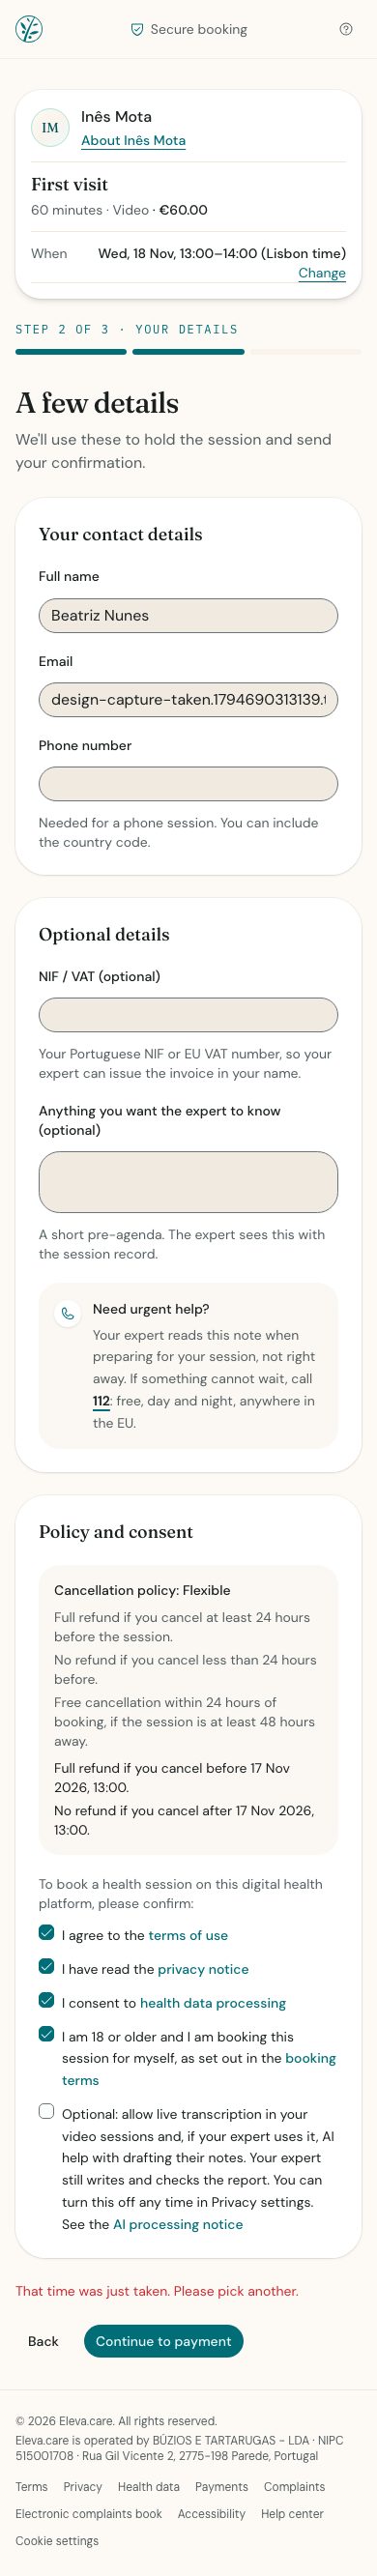 Secure booking
IM
Inês Mota
About Inês Mota
First visit
60 minutes · Video · €60.00
When
Wed, 18 Nov, 13:00–14:00 (Lisbon time)
Change
STEP 2 OF 3 · YOUR DETAILS
A few details
We'll use these to hold the session and send
your confirmation.
Your contact details
Full name
Beatriz Nunes
Email
design-capture-taken.1794690313139.t
Phone number
Needed for a phone session. You can include
the country code.
Optional details
NIF / VAT (optional)
Your Portuguese NIF or EU VAT number, so your
expert can issue the invoice in your name.
Anything you want the expert to know
(optional)
A short pre-agenda. The expert sees this with
the session record.
Need urgent help?
Your expert reads this note when
preparing for your session, not right
away. If something cannot wait, call
112: free, day and night, anywhere in
the EU.
Policy and consent
Cancellation policy: Flexible
Full refund if you cancel at least 24 hours
before the session.
No refund if you cancel less than 24 hours
before.
Free cancellation within 24 hours of
booking, if the session is at least 48 hours
away.
Full refund if you cancel before 17 Nov
2026, 13:00.
No refund if you cancel after 17 Nov 2026,
13:00.
To book a health session on this digital health
platform, please confirm:
I agree to the terms of use
I have read the privacy notice
I consent to health data processing
I am 18 or older and I am booking this
session for myself, as set out in the booking
terms
Optional: allow live transcription in your
video sessions and, if your expert uses it, AI
help with drafting their notes. Your expert
still writes and checks the report. You can
turn this off any time in Privacy settings.
See the AI processing notice
That time was just taken. Please pick another.
Back
Continue to payment
© 2026 Eleva.care. All rights reserved.
Eleva.care is operated by BÚZIOS E TARTARUGAS - LDA · NIPC
515001708 · Rua Gil Vicente 2, 2775-198 Parede, Portugal
Terms Privacy Health data Payments Complaints
Electronic complaints book Accessibility Help center
Cookie settings